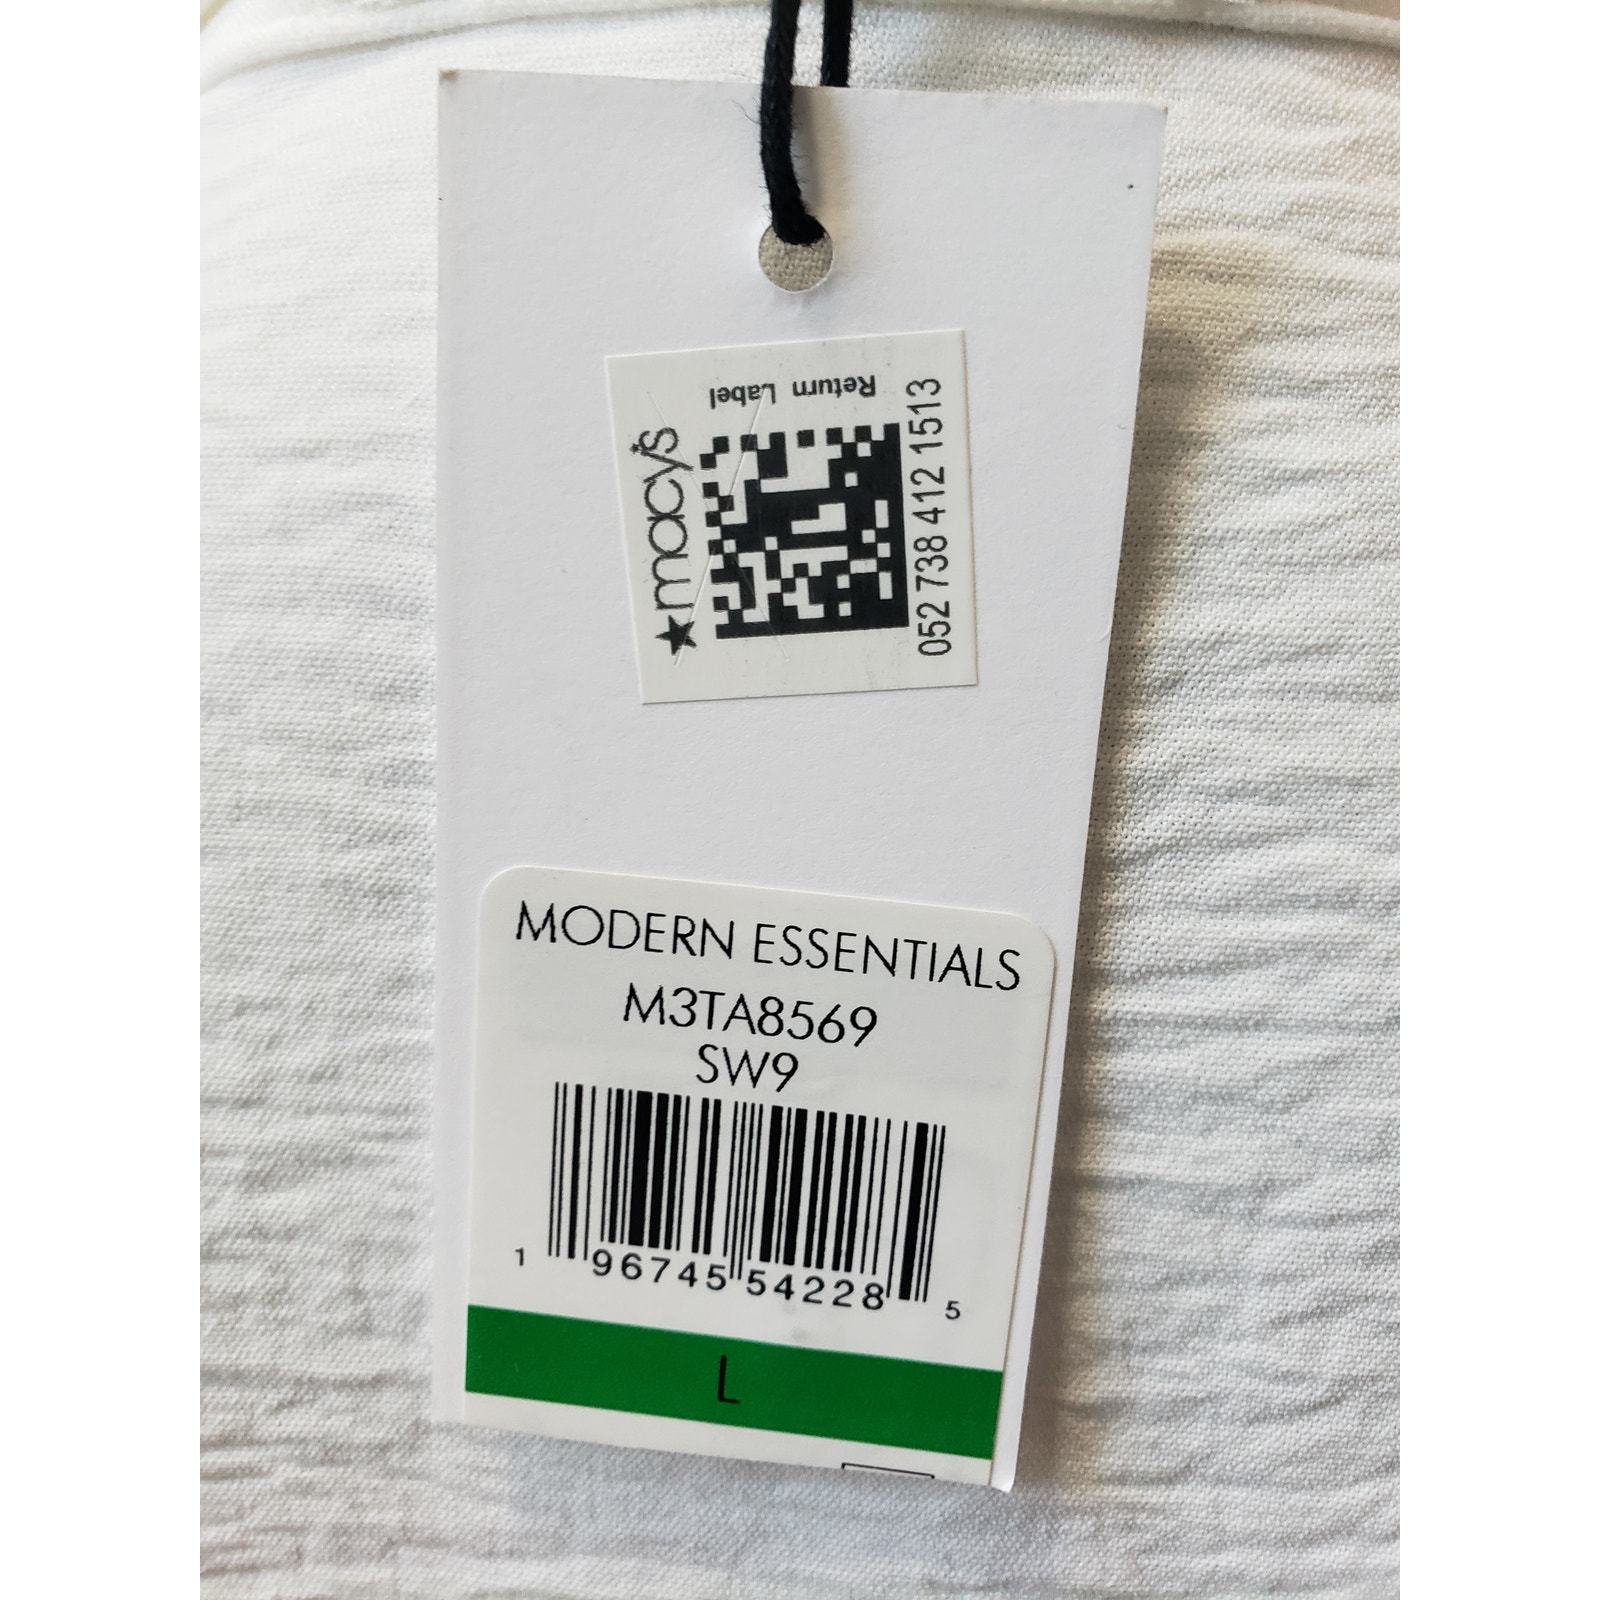 Return Label
macy's
052 738 412 1513
MODERN ESSENTIALS
M3TA8569
SW9
1 96745 54228 5
L